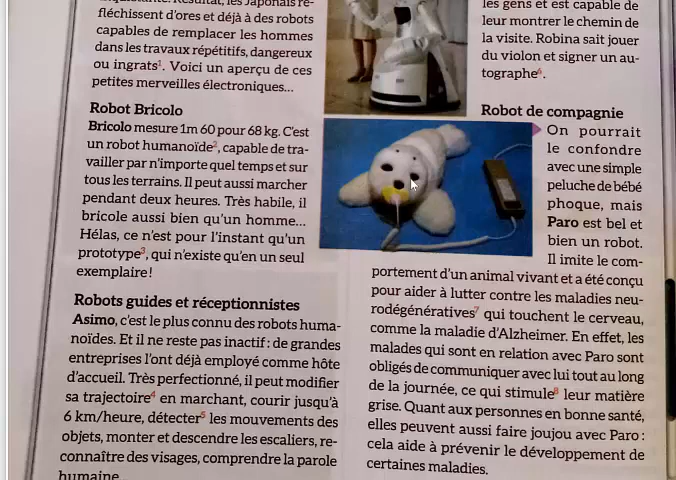 Résultat, les Japonais ré-
fléchissent d'ores et déjà à des robots
capables de remplacer les hommes
dans les travaux répétitifs, dangereux
ou ingrats¹. Voici un aperçu de ces
petites merveilles électroniques...
Robot Bricolo
Bricolo mesure 1m 60 pour 68 kg. C'est
un robot humanoïde², capable de tra-
vailler par n'importe quel temps et sur
tous les terrains. Il peut aussi marcher
pendant deux heures. Très habile, il
bricole aussi bien qu'un homme...
Hélas, ce n'est pour l'instant qu'un
prototype³, qui n'existe qu'en un seul
exemplaire!
Robots guides et réceptionnistes
Asimo, c'est le plus connu des robots huma-
noïdes. Et il ne reste pas inactif : de grandes
entreprises l'ont déjà employé comme hôte
d'accueil. Très perfectionné, il peut modifier
sa trajectoire⁴ en marchant, courir jusqu'à
6 km/heure, détecter⁵ les mouvements des
objets, monter et descendre les escaliers, re-
connaître des visages, comprendre la parole
humaine
les gens et est capable de
leur montrer le chemin de
la visite. Robina sait jouer
du violon et signer un au-
tographe⁶.
Robot de compagnie
On pourrait
le confondre
avec une simple
peluche de bébé
phoque, mais
Paro est bel et
bien un robot.
Il imite le com-
portement d'un animal vivant et a été conçu
pour aider à lutter contre les maladies neu-
rodégénératives⁷ qui touchent le cerveau,
comme la maladie d'Alzheimer. En effet, les
malades qui sont en relation avec Paro sont
obligés de communiquer avec lui tout au long
de la journée, ce qui stimule⁸ leur matière
grise. Quant aux personnes en bonne santé,
elles peuvent aussi faire joujou avec Paro :
cela aide à prévenir le développement de
certaines maladies.